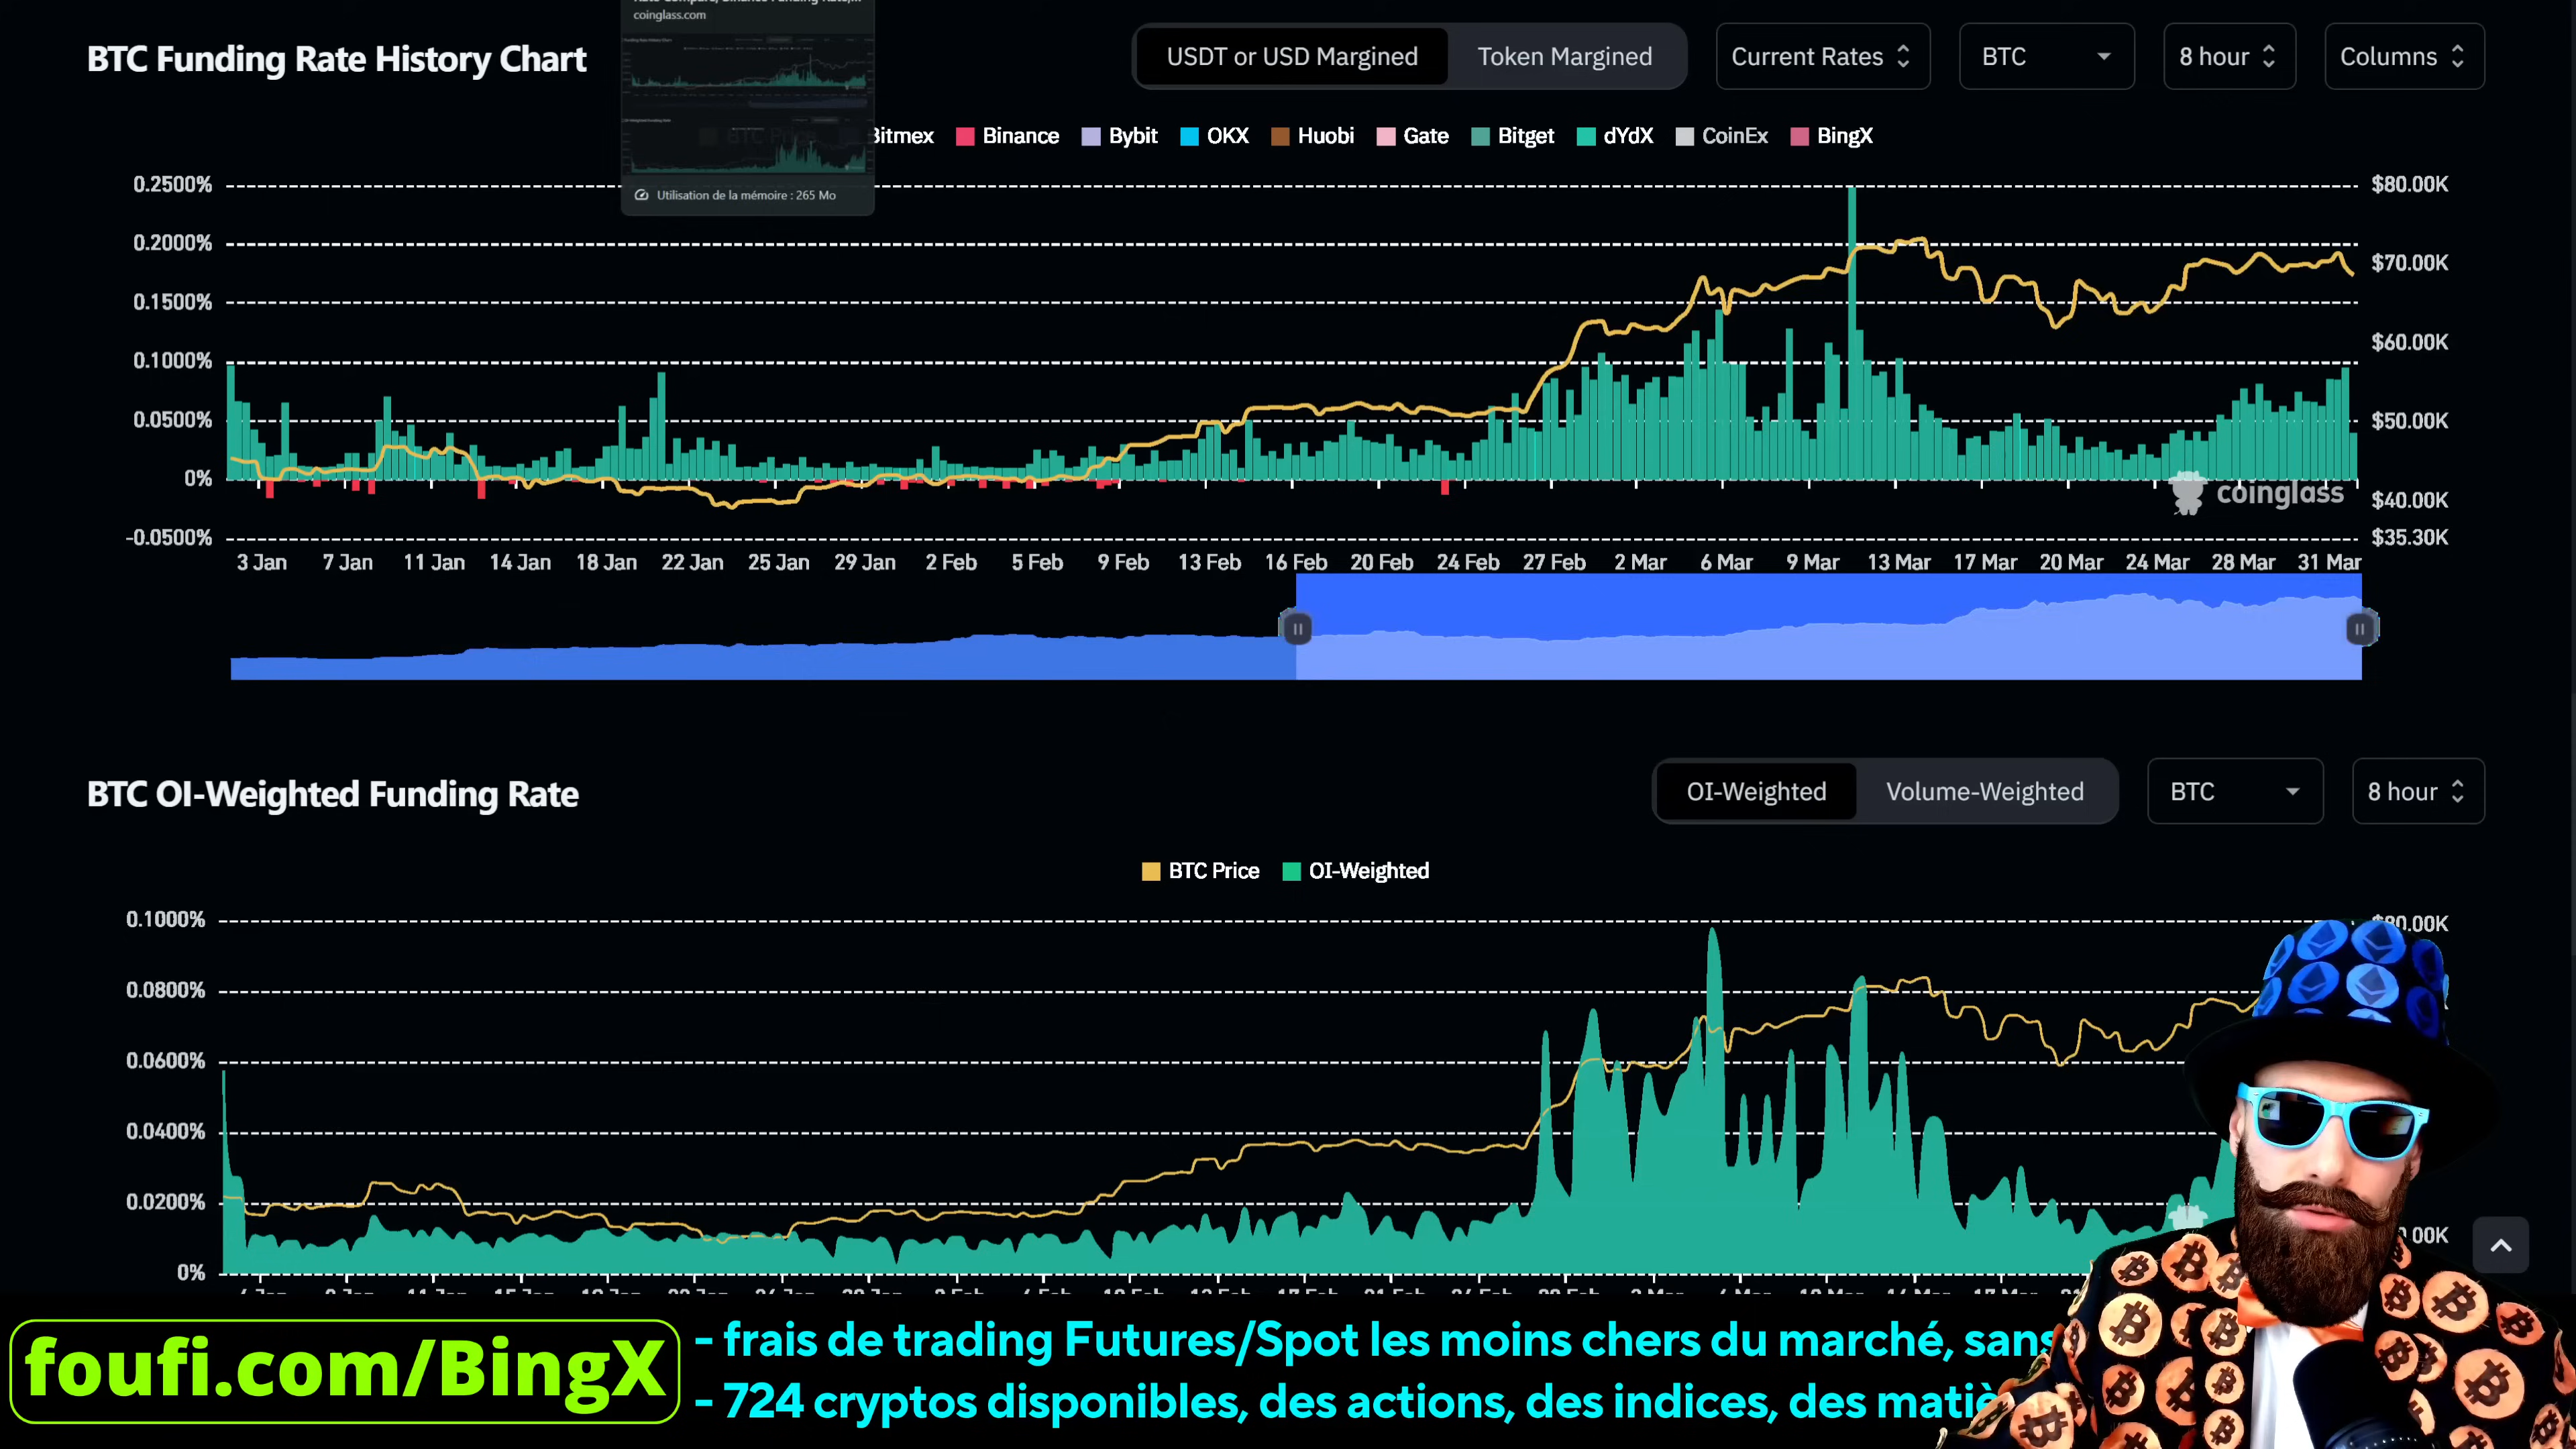 coinglass.com
BTC Funding Rate History Chart
USDT or USD Margined
Token Margined
Current Rates
BTC
8 hour
Columns
BTC Price
Bitmex
Binance
Bybit
OKX
Huobi
Gate
Bitget
dYdX
CoinEx
BingX
Utilisation de la mémoire : 265 Mo
0.2500%
0.2000%
0.1500%
0.1000%
0.0500%
0%
-0.0500%
$80.00K
$70.00K
$60.00K
$50.00K
$40.00K
$35.30K
coinglass
3 Jan
7 Jan
11 Jan
14 Jan
18 Jan
22 Jan
25 Jan
29 Jan
2 Feb
5 Feb
9 Feb
13 Feb
16 Feb
20 Feb
24 Feb
27 Feb
2 Mar
6 Mar
9 Mar
13 Mar
17 Mar
20 Mar
24 Mar
28 Mar
31 Mar
BTC OI-Weighted Funding Rate
OI-Weighted
Volume-Weighted
BTC
8 hour
BTC Price
OI-Weighted
0.1000%
0.0800%
0.0600%
0.0400%
0.0200%
0%
foufi.com/BingX
- frais de trading Futures/Spot les moins chers du marché, sans
- 724 cryptos disponibles, des actions, des indices, des matiè